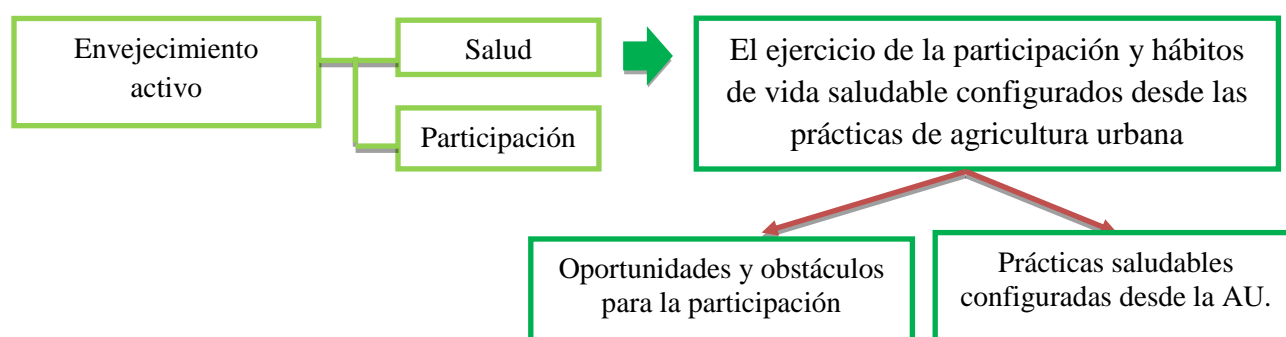 Envejecimiento
activo
Salud
Participación
El ejercicio de la participación y hábitos
de vida saludable configurados desde las
prácticas de agricultura urbana
Oportunidades y obstáculos
para la participación
Prácticas saludables
configuradas desde la AU.